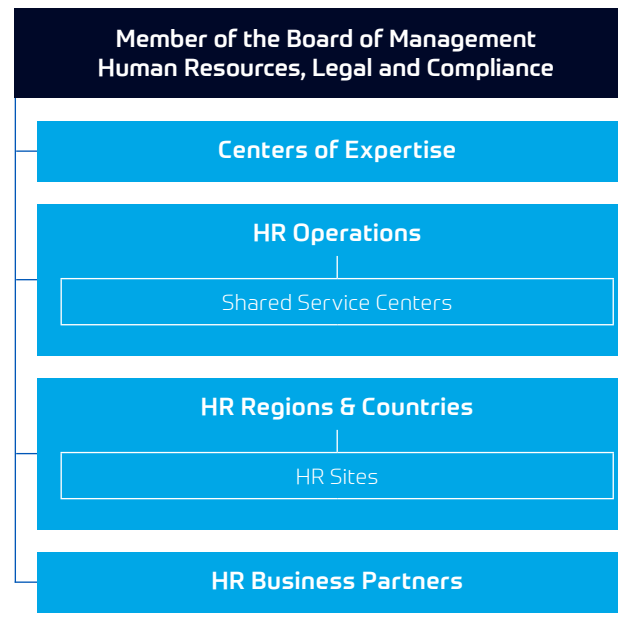 Member of the Board of Management
Human Resources, Legal and Compliance
Centers of Expertise
HR Operations
Shared Service Centers
HR Regions & Countries
HR Sites
HR Business Partners